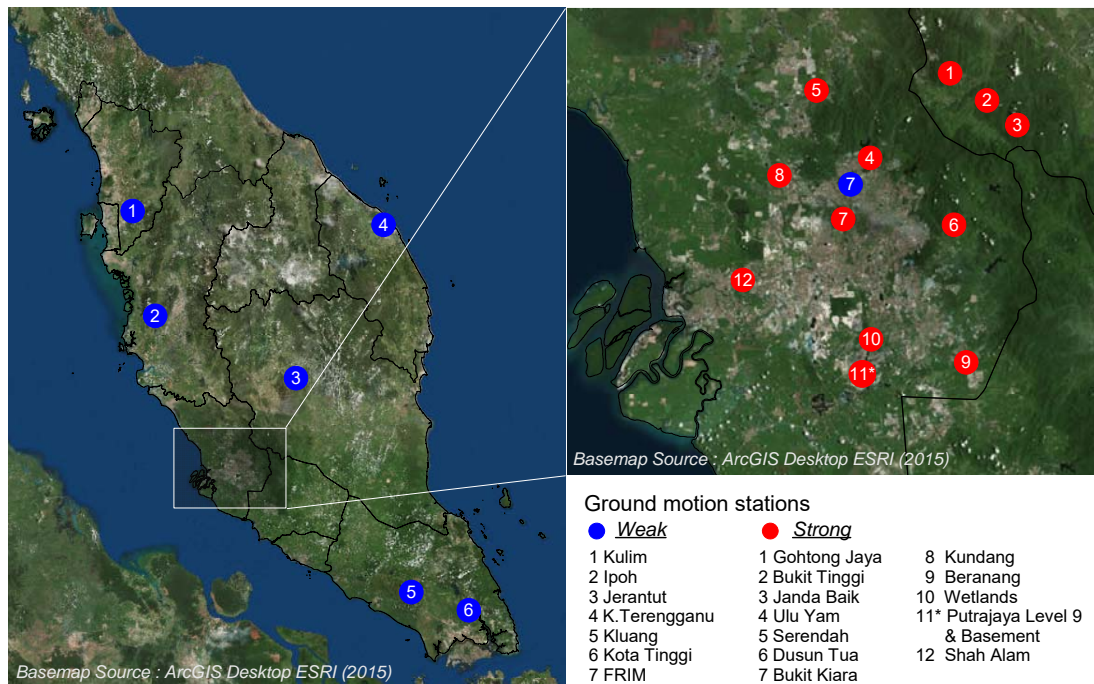 1
2
3
4
5
6
Basemap Source : ArcGIS Desktop ESRI (2015)
1
2
3
4
5
6
7
7
8
9
10
11*
12
Basemap Source : ArcGIS Desktop ESRI (2015)
Ground motion stations
Weak
1 Kulim
2 Ipoh
3 Jerantut
4 K.Terengganu
5 Kluang
6 Kota Tinggi
7 FRIM
Strong
1 Gohtong Jaya
2 Bukit Tinggi
3 Janda Baik
4 Ulu Yam
5 Serendah
6 Dusun Tua
7 Bukit Kiara
8 Kundang
9 Beranang
10 Wetlands
11* Putrajaya Level 9
& Basement
12 Shah Alam